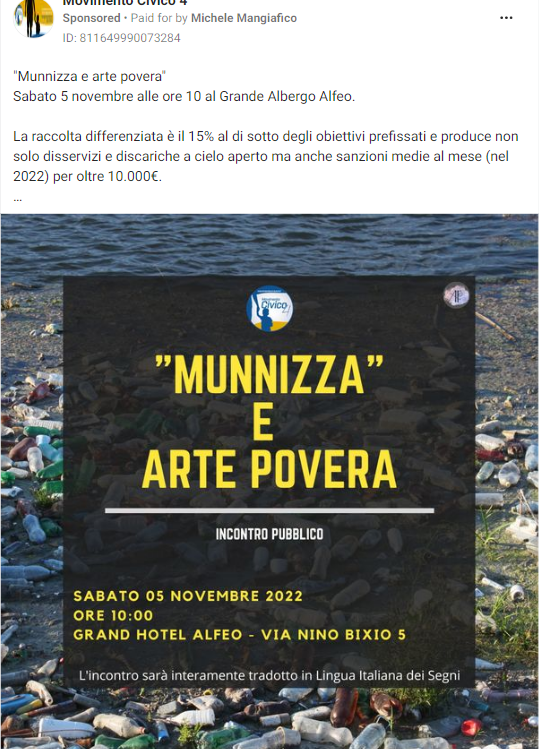 Movimento Civico 4
Sponsored • Paid for by Michele Mangiafico
ID: 811649990073284
"Munnizza e arte povera"
Sabato 5 novembre alle ore 10 al Grande Albergo Alfeo.
La raccolta differenziata è il 15% al di sotto degli obiettivi prefissati e produce non
solo disservizi e discariche a cielo aperto ma anche sanzioni medie al mese (nel
2022) per oltre 10.000€.
...
Civico
"MUNNIZZA"
E
ARTE POVERA
INCONTRO PUBBLICO
SABATO 05 NOVEMBRE 2022
ORE 10:00
GRAND HOTEL ALFEO - VIA NINO BIXIO 5
L'incontro sarà interamente tradotto in Lingua Italiana dei Segni